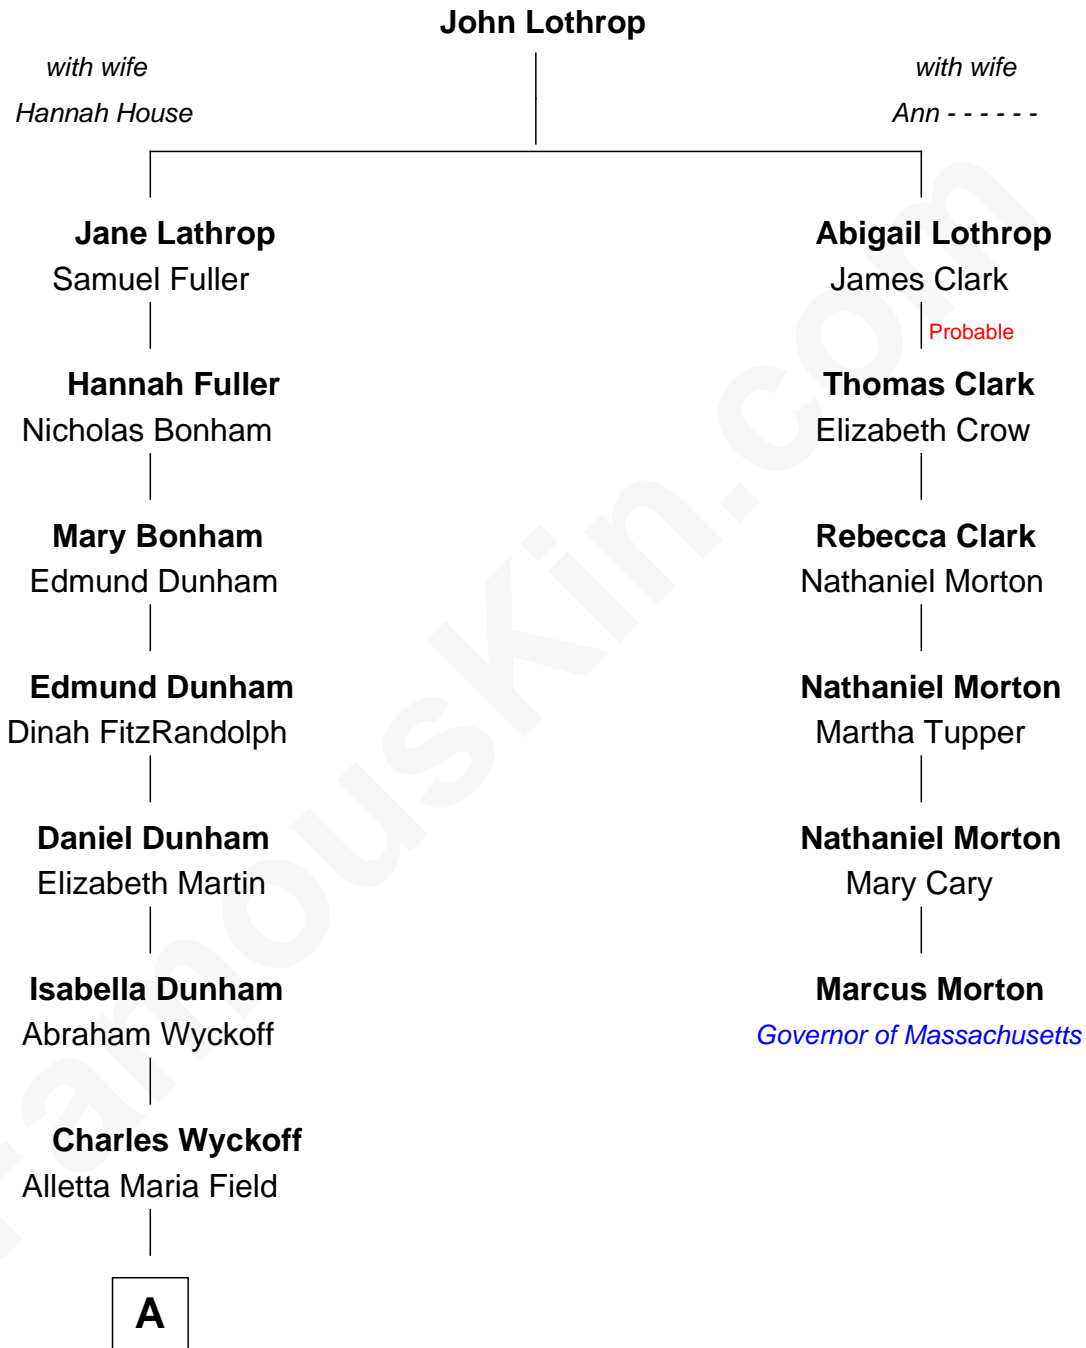 John Lothrop
with wife
Hannah House
with wife
Ann - - - - - -
Jane Lathrop
Samuel Fuller
Abigail Lothrop
James Clark
Probable
Hannah Fuller
Nicholas Bonham
Thomas Clark
Elizabeth Crow
Mary Bonham
Edmund Dunham
Rebecca Clark
Nathaniel Morton
Edmund Dunham
Dinah FitzRandolph
Nathaniel Morton
Martha Tupper
Daniel Dunham
Elizabeth Martin
Nathaniel Morton
Mary Cary
Isabella Dunham
Abraham Wyckoff
Marcus Morton
Governor of Massachusetts
Charles Wyckoff
Alletta Maria Field
A
FamousKin.com